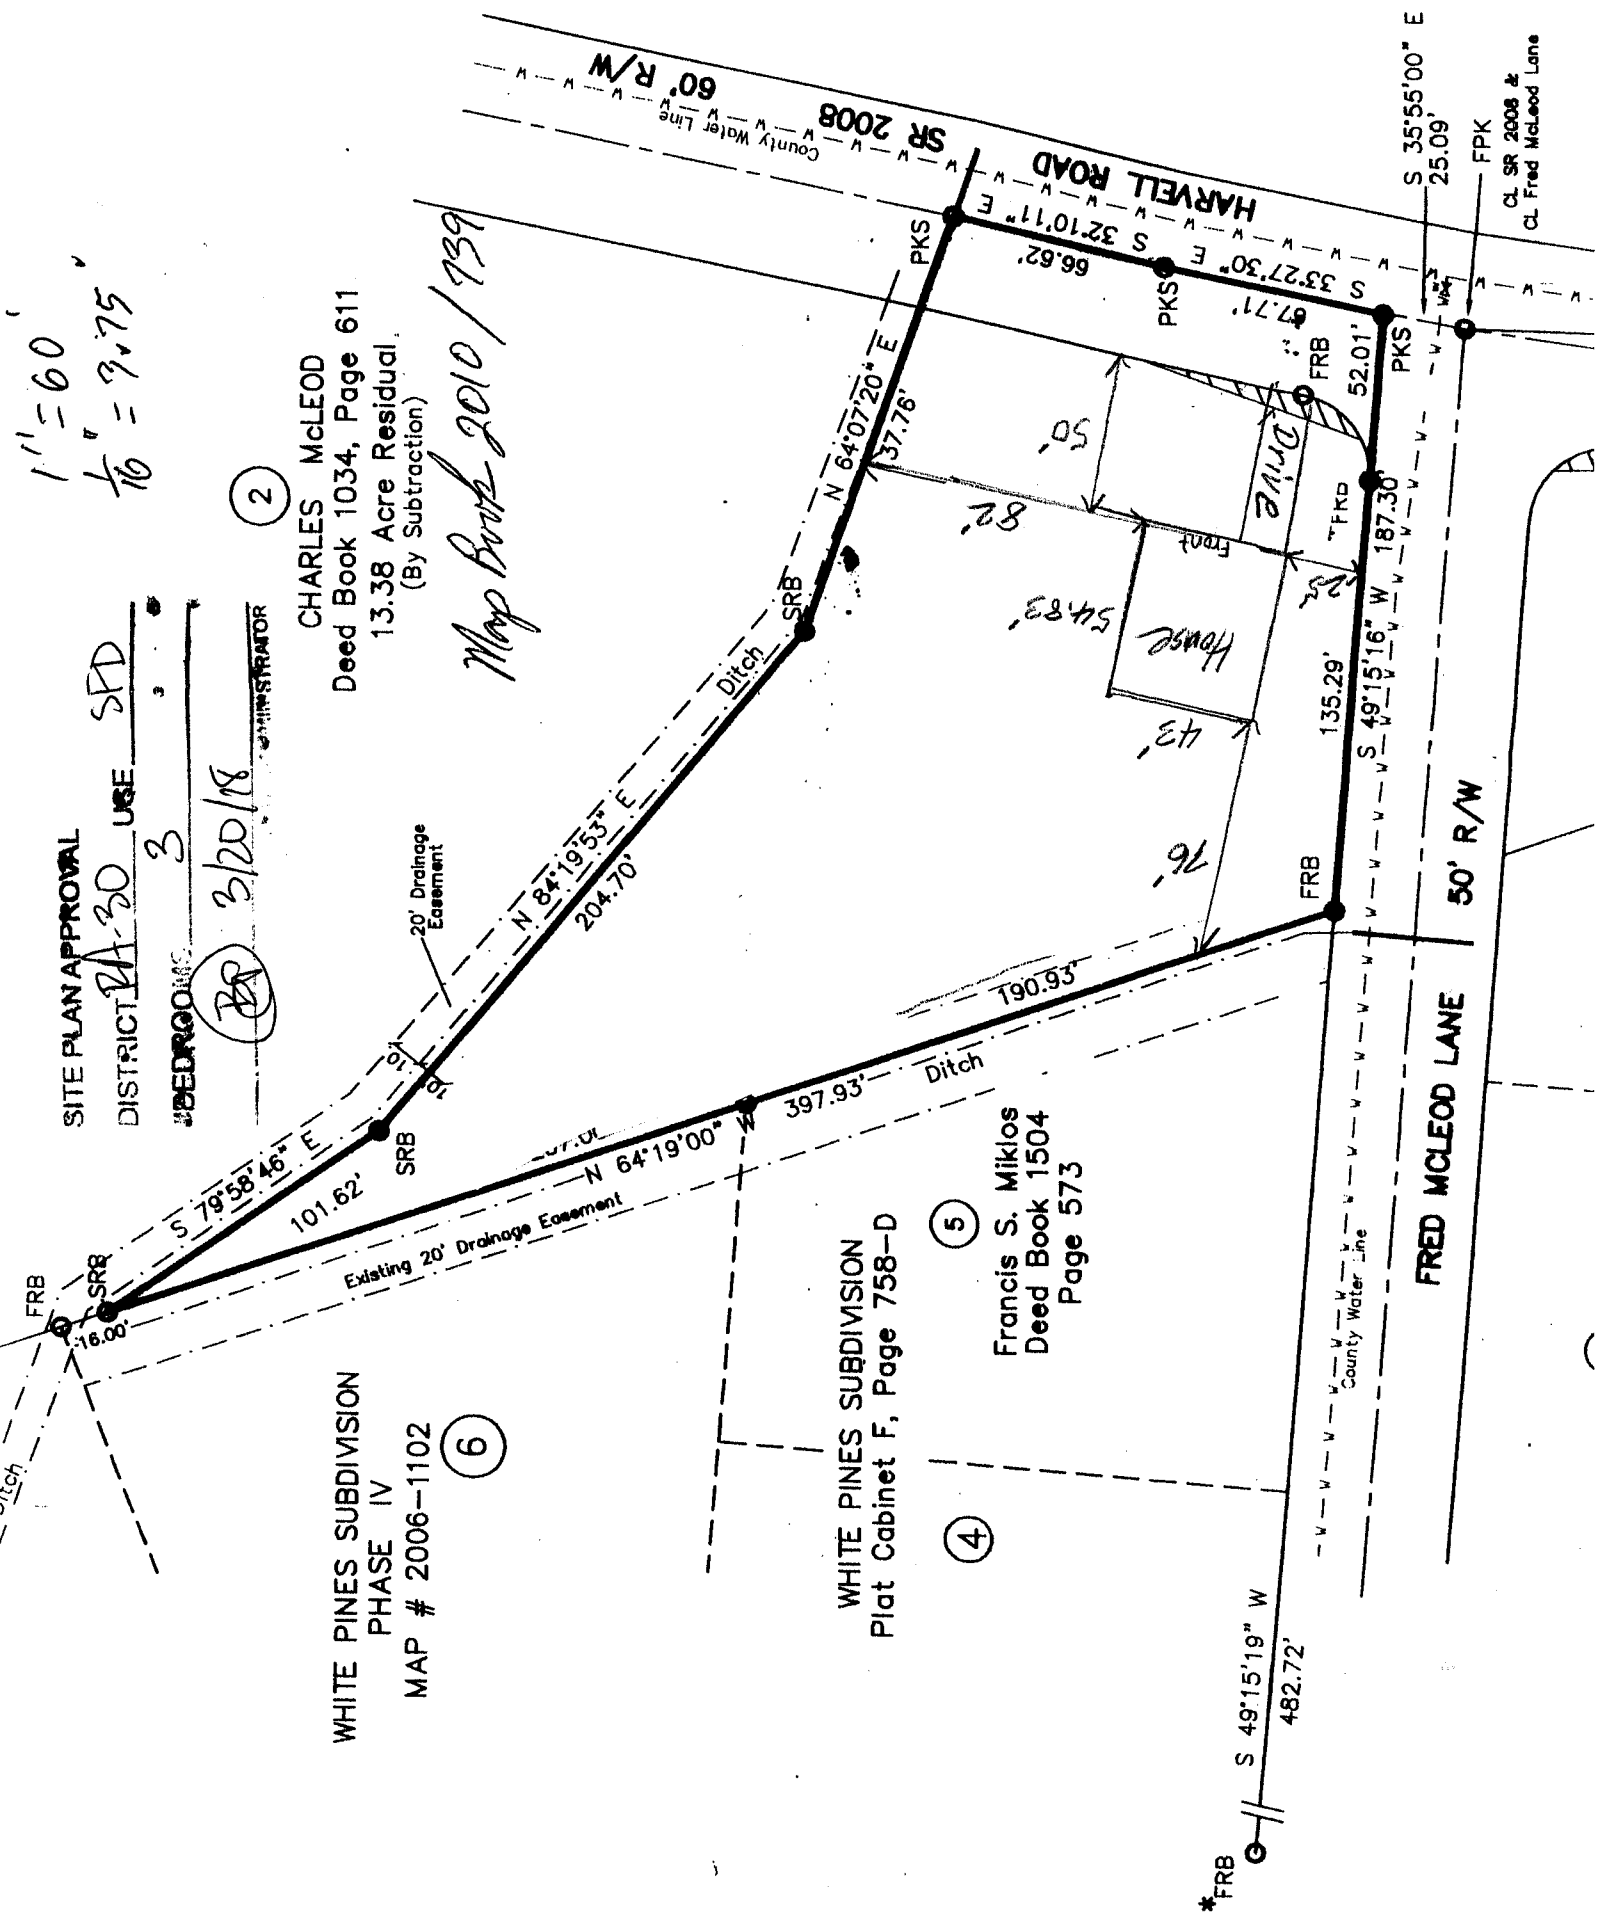 1"=60'
1/16" = 3.75'
SITE PLAN APPROVAL
DISTRICT RA-30 USE SFD
#BEDROOMS 3
3/20/18
ADMINISTRATOR
2
CHARLES McLEOD
Deed Book 1034, Page 611
13.38 Acre Residual
(By Subtraction)
Map Book 2010/739
60' R/W
SR 2008
County Water Line
HARVELL ROAD
PKS
S 32°10'11" E
66.62'
PKS
S 33°27'30" E
67.71'
PKS
S 35°55'00" E
25.09'
FPK
CL SR 2008 &
CL Fred McLeod Lane
N 64°07'20" E
137.76'
SRB
Ditch
N 84°19'53" E
204.70'
20' Drainage
Easement
10'
10'
SRB
S 79°58'46" E
101.62'
FRB
SRB
16.00'
Ditch
Existing 20' Drainage Easement
N 64°19'00" W
397.93'
190.93'
Ditch
FRB
135.29'
S 49°15'16" W
187.30'
52.01'
FRB
50'
82'
Front
Drive
25'
54.83'
House
43'
76'
WHITE PINES SUBDIVISION
PHASE IV
MAP # 2006-1102
6
WHITE PINES SUBDIVISION
Plat Cabinet F, Page 758-D
5
Francis S. Miklos
Deed Book 1504
Page 573
4
50' R/W
FRED MCLEOD LANE
County Water Line
S 49°15'19" W
482.72'
*FRB